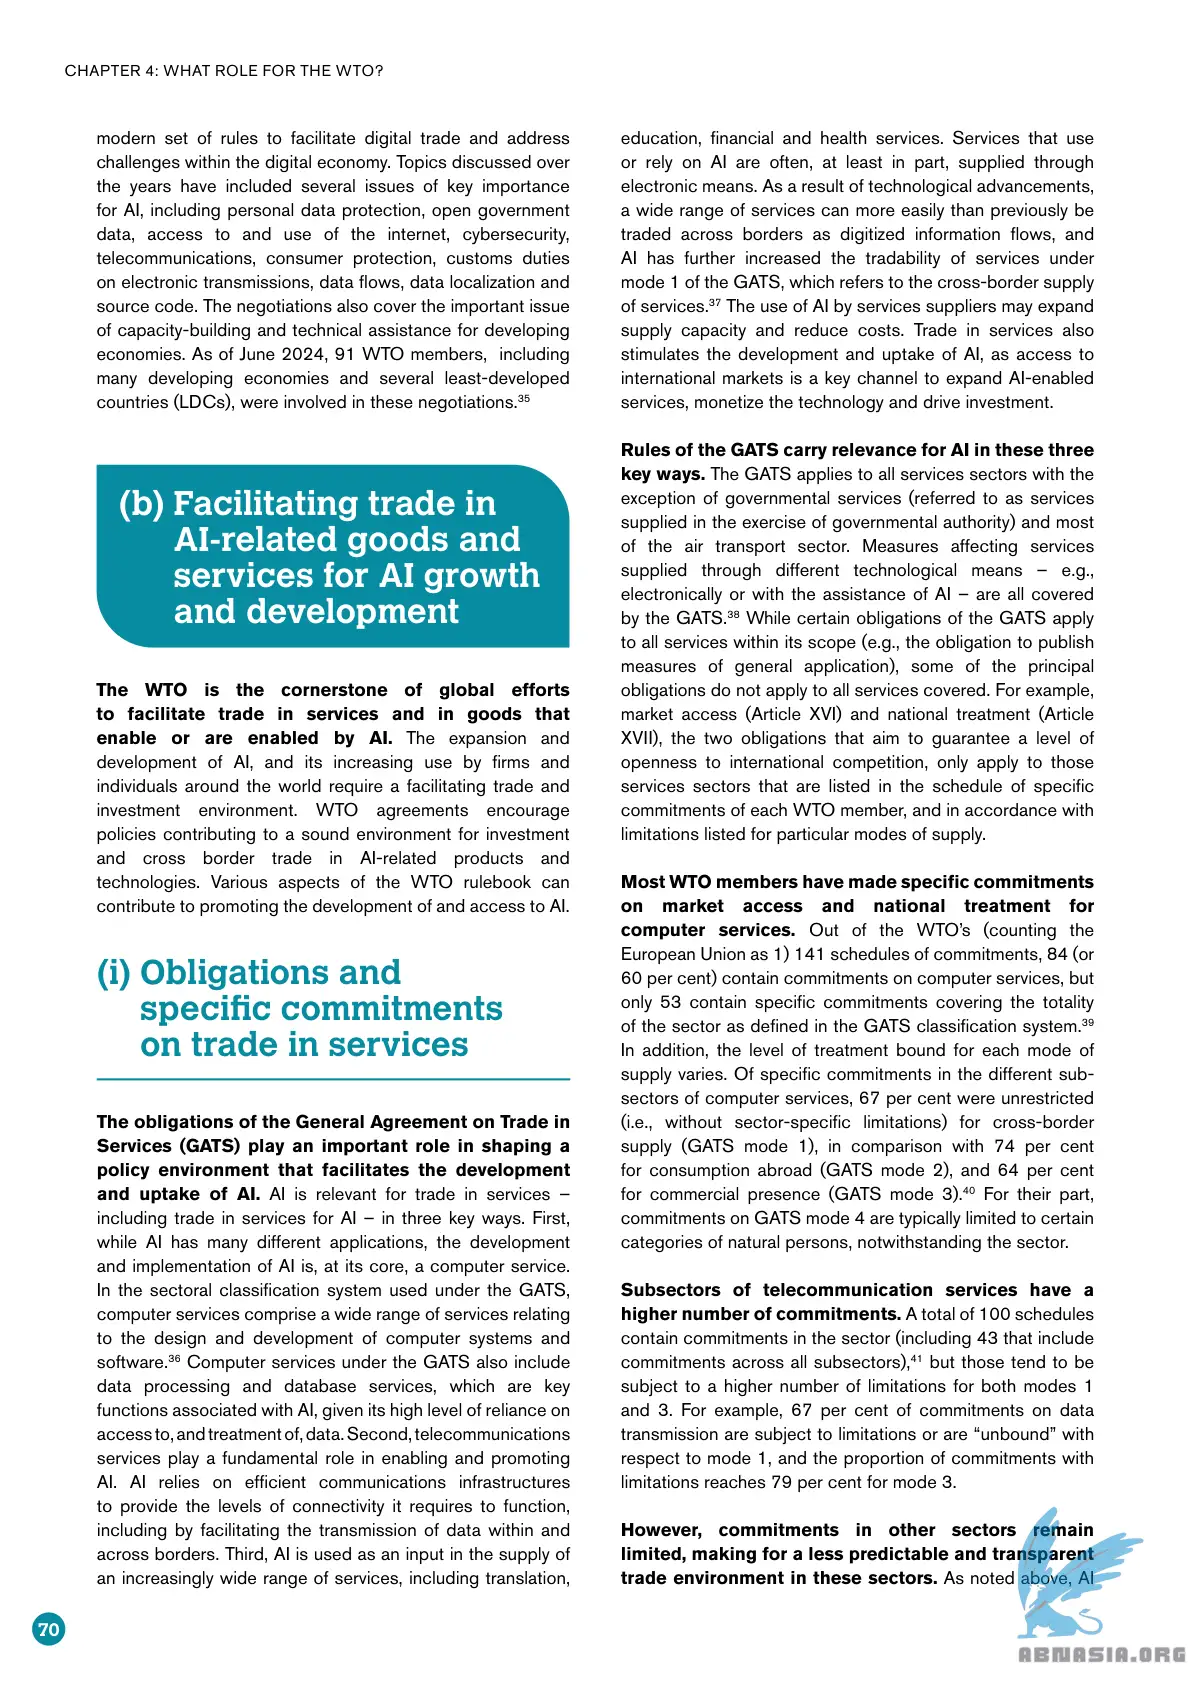 CHAPTER 4: WHAT ROLE FOR THE WTO?
modern set of rules to facilitate digital trade and address
challenges within the digital economy. Topics discussed over
the years have included several issues of key importance
for AI, including personal data protection, open government
data, access to and use of the internet, cybersecurity,
telecommunications, consumer protection, customs duties
on electronic transmissions, data flows, data localization and
source code. The negotiations also cover the important issue
of capacity-building and technical assistance for developing
economies. As of June 2024, 91 WTO members, including
many developing economies and several least-developed
countries (LDCs), were involved in these negotiations.³⁵
(b) Facilitating trade in
AI-related goods and
services for AI growth
and development
The WTO is the cornerstone of global efforts
to facilitate trade in services and in goods that
enable or are enabled by AI. The expansion and
development of AI, and its increasing use by firms and
individuals around the world require a facilitating trade and
investment environment. WTO agreements encourage
policies contributing to a sound environment for investment
and cross border trade in AI-related products and
technologies. Various aspects of the WTO rulebook can
contribute to promoting the development of and access to AI.
(i) Obligations and
specific commitments
on trade in services
The obligations of the General Agreement on Trade in
Services (GATS) play an important role in shaping a
policy environment that facilitates the development
and uptake of AI. AI is relevant for trade in services –
including trade in services for AI – in three key ways. First,
while AI has many different applications, the development
and implementation of AI is, at its core, a computer service.
In the sectoral classification system used under the GATS,
computer services comprise a wide range of services relating
to the design and development of computer systems and
software.³⁶ Computer services under the GATS also include
data processing and database services, which are key
functions associated with AI, given its high level of reliance on
access to, and treatment of, data. Second, telecommunications
services play a fundamental role in enabling and promoting
AI. AI relies on efficient communications infrastructures
to provide the levels of connectivity it requires to function,
including by facilitating the transmission of data within and
across borders. Third, AI is used as an input in the supply of
an increasingly wide range of services, including translation,
education, financial and health services. Services that use
or rely on AI are often, at least in part, supplied through
electronic means. As a result of technological advancements,
a wide range of services can more easily than previously be
traded across borders as digitized information flows, and
AI has further increased the tradability of services under
mode 1 of the GATS, which refers to the cross-border supply
of services.³⁷ The use of AI by services suppliers may expand
supply capacity and reduce costs. Trade in services also
stimulates the development and uptake of AI, as access to
international markets is a key channel to expand AI-enabled
services, monetize the technology and drive investment.
Rules of the GATS carry relevance for AI in these three
key ways. The GATS applies to all services sectors with the
exception of governmental services (referred to as services
supplied in the exercise of governmental authority) and most
of the air transport sector. Measures affecting services
supplied through different technological means – e.g.,
electronically or with the assistance of AI – are all covered
by the GATS.³⁸ While certain obligations of the GATS apply
to all services within its scope (e.g., the obligation to publish
measures of general application), some of the principal
obligations do not apply to all services covered. For example,
market access (Article XVI) and national treatment (Article
XVII), the two obligations that aim to guarantee a level of
openness to international competition, only apply to those
services sectors that are listed in the schedule of specific
commitments of each WTO member, and in accordance with
limitations listed for particular modes of supply.
Most WTO members have made specific commitments
on market access and national treatment for
computer services. Out of the WTO's (counting the
European Union as 1) 141 schedules of commitments, 84 (or
60 per cent) contain commitments on computer services, but
only 53 contain specific commitments covering the totality
of the sector as defined in the GATS classification system.³⁹
In addition, the level of treatment bound for each mode of
supply varies. Of specific commitments in the different sub-
sectors of computer services, 67 per cent were unrestricted
(i.e., without sector-specific limitations) for cross-border
supply (GATS mode 1), in comparison with 74 per cent
for consumption abroad (GATS mode 2), and 64 per cent
for commercial presence (GATS mode 3).⁴⁰ For their part,
commitments on GATS mode 4 are typically limited to certain
categories of natural persons, notwithstanding the sector.
Subsectors of telecommunication services have a
higher number of commitments. A total of 100 schedules
contain commitments in the sector (including 43 that include
commitments across all subsectors),⁴¹ but those tend to be
subject to a higher number of limitations for both modes 1
and 3. For example, 67 per cent of commitments on data
transmission are subject to limitations or are “unbound” with
respect to mode 1, and the proportion of commitments with
limitations reaches 79 per cent for mode 3.
However, commitments in other sectors remain
limited, making for a less predictable and transparent
trade environment in these sectors. As noted above, AI
70
ABNASIA.ORG